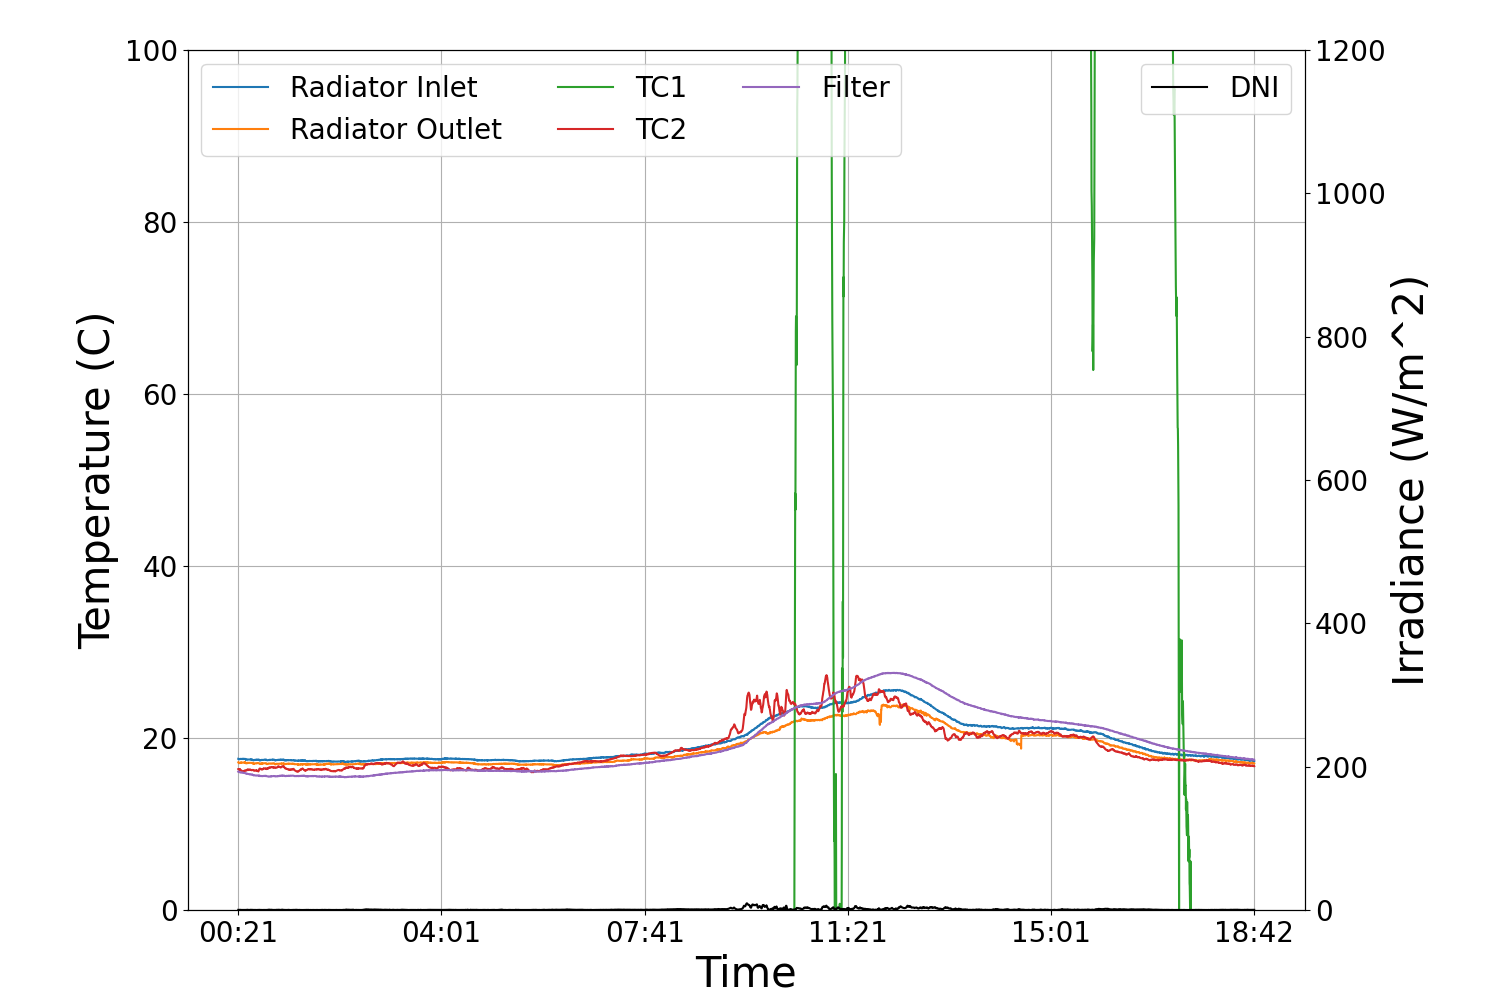 Radiator Inlet
Radiator Outlet
TC1
TC2
Filter
DNI
Temperature (C)
100
80
60
40
20
0
Irradiance (W/m^2)
1200
1000
800
600
400
200
0
00:21 04:01 07:41 11:21 15:01 18:42
Time